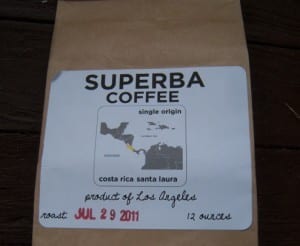 SUPERBA
COFFEE
single origin
costa rica santa laura
product of Los Angeles
roast JUL 29 2011 12 ounces